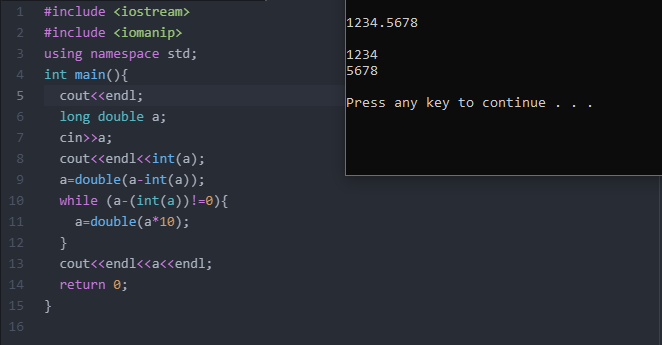 1 #include <iostream>
2 #include <iomanip>
3 using namespace std;
4 int main(){
5   cout<<endl;
6   long double a;
7   cin>>a;
8   cout<<endl<<int(a);
9   a=double(a-int(a));
10   while (a-(int(a))!=0){
11     a=double(a*10);
12   }
13   cout<<endl<<a<<endl;
14   return 0;
15 }
16
1234.5678
1234
5678
Press any key to continue . . .